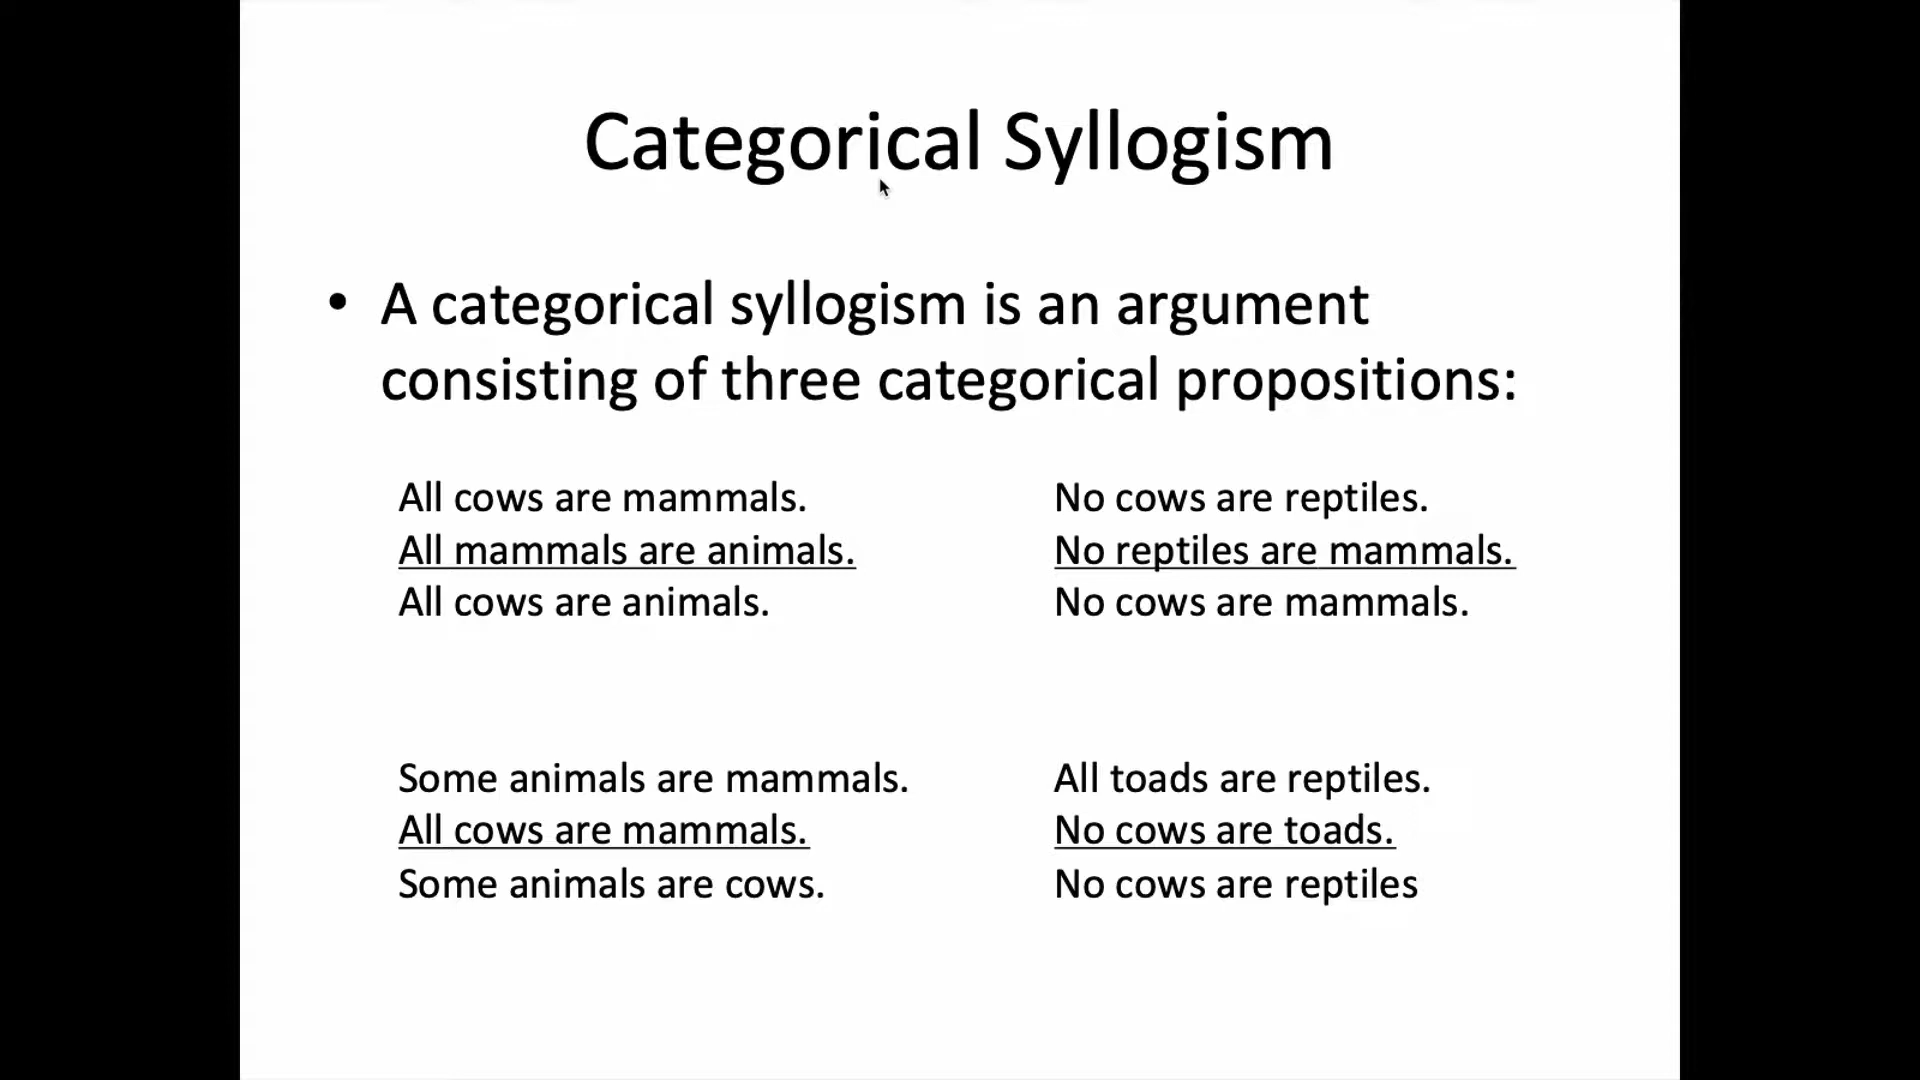 Categorical Syllogism
• A categorical syllogism is an argument
consisting of three categorical propositions:
All cows are mammals.
All mammals are animals.
All cows are animals.
No cows are reptiles.
No reptiles are mammals.
No cows are mammals.
Some animals are mammals.
All cows are mammals.
Some animals are cows.
All toads are reptiles.
No cows are toads.
No cows are reptiles